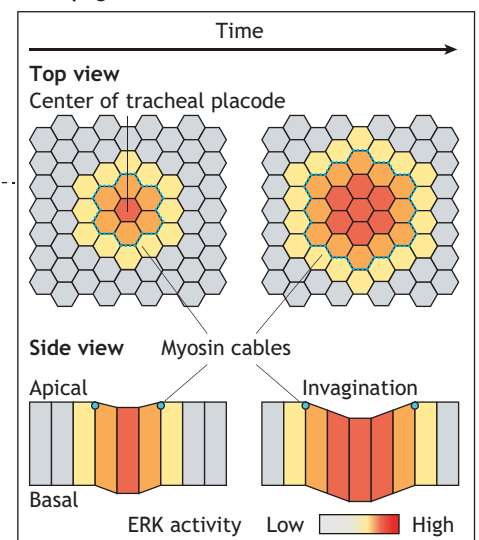 Time
Top view
Center of tracheal placode
Side view Myosin cables
Apical Invagination
Basal
ERK activity Low High